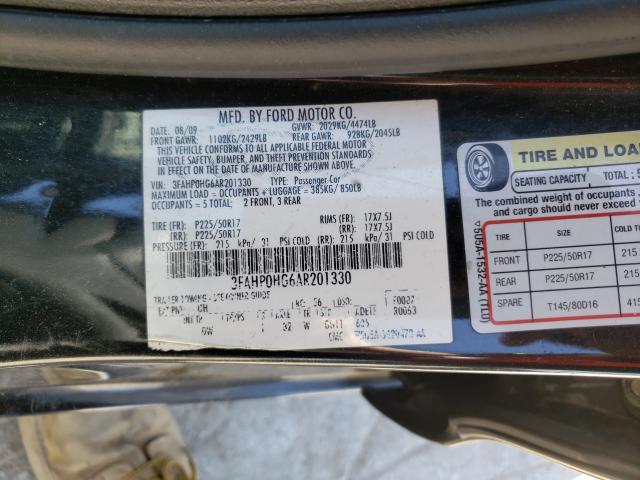 MFD. BY FORD MOTOR CO.
DATE: 08/09 GVWR: 2029KG/4474LB
FRONT GAWR: 1102KG/2429LB REAR GAWR: 928KG/2045LB
THIS VEHICLE CONFORMS TO ALL APPLICABLE FEDERAL MOTOR
VEHICLE SAFETY, BUMPER, AND THEFT PREVENTION STANDARDS
IN EFFECT ON THE DATE OF MANUFACTURE SHOWN ABOVE.
VIN: 3FAHP0HG6AR201330 TYPE: Passenger Car
MAXIMUM LOAD = OCCUPANTS + LUGGAGE = 385KG/ 850LB
OCCUPANTS = 5 TOTAL: 2 FRONT, 3 REAR
TIRE (FR): P225/50R17 RIMS (FR): 17X7.5J
(RR): P225/50R17 (RR): 17X7.5J
PRESSURE (FR): 215 kPa/ 31 PSI COLD (RR): 215 kPa/ 31 PSI COLD
3FAHP0HG6AR201330
TRAILER TOWING - SEE OWNER GUIDE
TIRE AND LOA
SEATING CAPACITY TOTAL: 5
The combined weight of occupants
and cargo should never exceed
TIRE SIZE COLD T
FRONT P225/50R17 215
REAR P225/50R17 215
SPARE T145/80D16 415